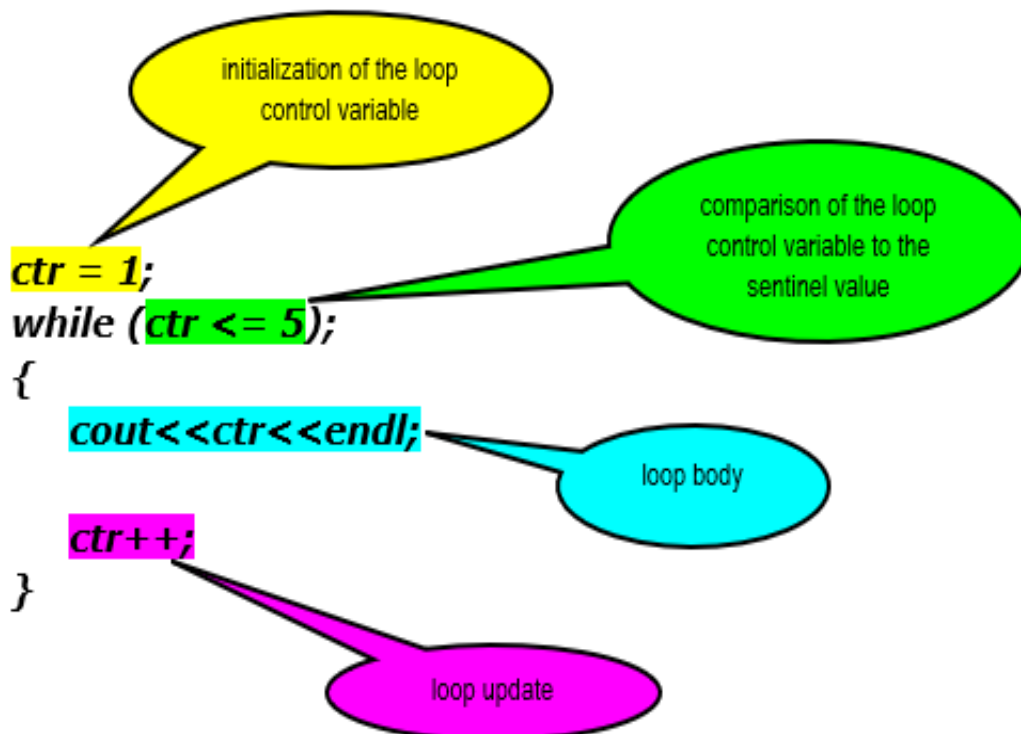 initialization of the loop
control variable
comparison of the loop
control variable to the
sentinel value
ctr = 1;
while (ctr <= 5);
{
cout<<ctr<<endl;
loop body
ctr++;
}
loop update